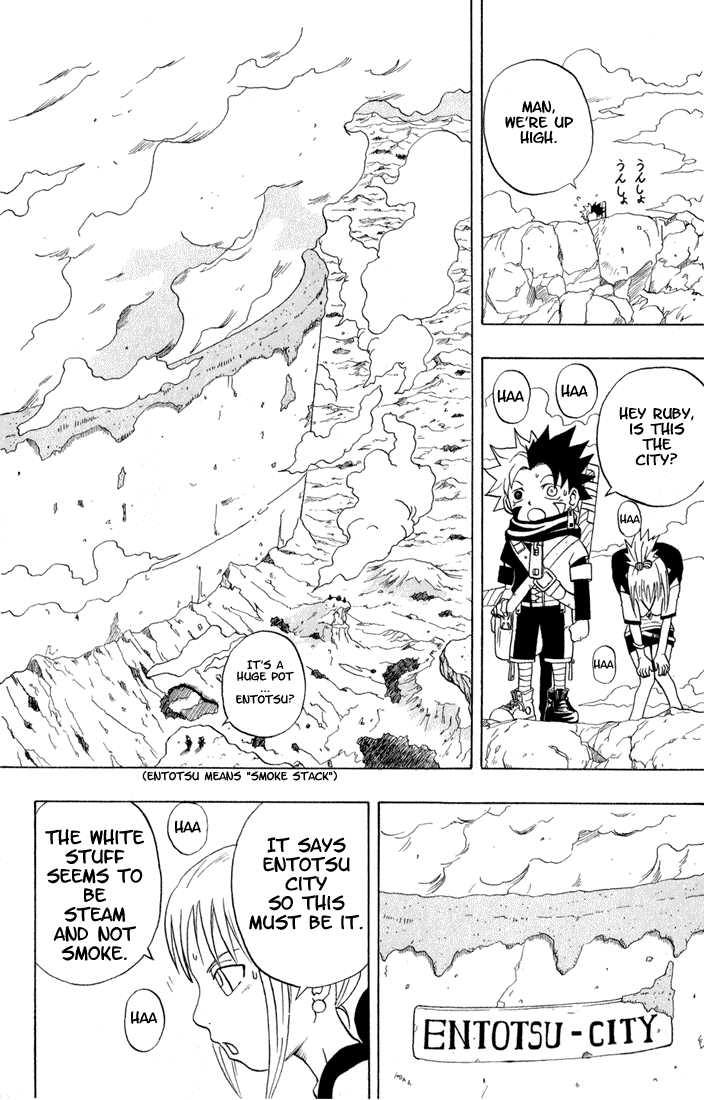 MAN,
WE'RE UP
HIGH.
うんしょ
うんしょ
HEY RUBY,
IS THIS
THE
CITY?
HAA
HAA
HAA
HAA
IT'S A
HUGE POT
...
ENTOTSU?
(ENTOTSU MEANS "SMOKE STACK")
ENTOTSU-CITY
IT SAYS
ENTOTSU
CITY
SO THIS
MUST BE IT.
HAA
THE WHITE
STUFF
SEEMS TO
BE
STEAM
AND NOT
SMOKE.
HAA